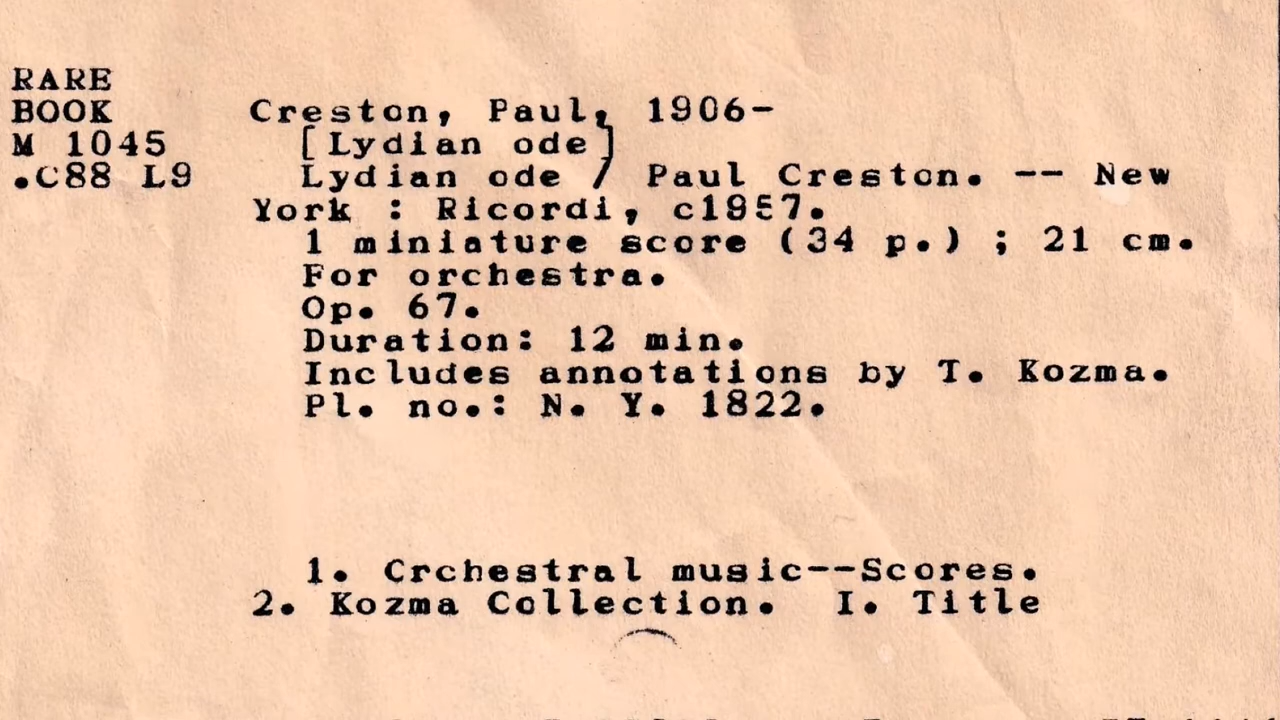 RARE
BOOK Creston, Paul, 1906-
M 1045 [Lydian ode]
.C88 L9 Lydian ode / Paul Creston. -- New
York : Ricordi, c1957.
1 miniature score (34 p.) ; 21 cm.
For orchestra.
Op. 67.
Duration: 12 min.
Includes annotations by T. Kozma.
Pl. no.: N. Y. 1822.
1. Orchestral music--Scores.
2. Kozma Collection. I. Title